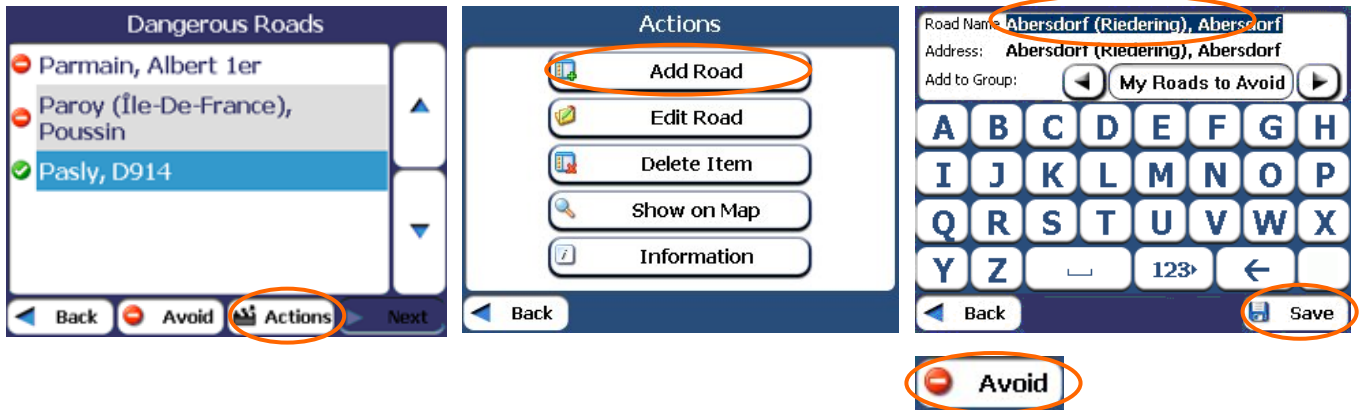 Dangerous Roads
Parmain, Albert 1er
Paroy (Île-De-France),
Poussin
Pasly, D914
Back Avoid Actions Next
Actions
Add Road
Edit Road
Delete Item
Show on Map
Information
Back
Road Name Abersdorf (Riedering), Abersdorf
Address: Abersdorf (Riedering), Abersdorf
Add to Group: My Roads to Avoid
A B C D E F G H
I J K L M N O P
Q R S T U V W X
Y Z 123
Back Save
Avoid